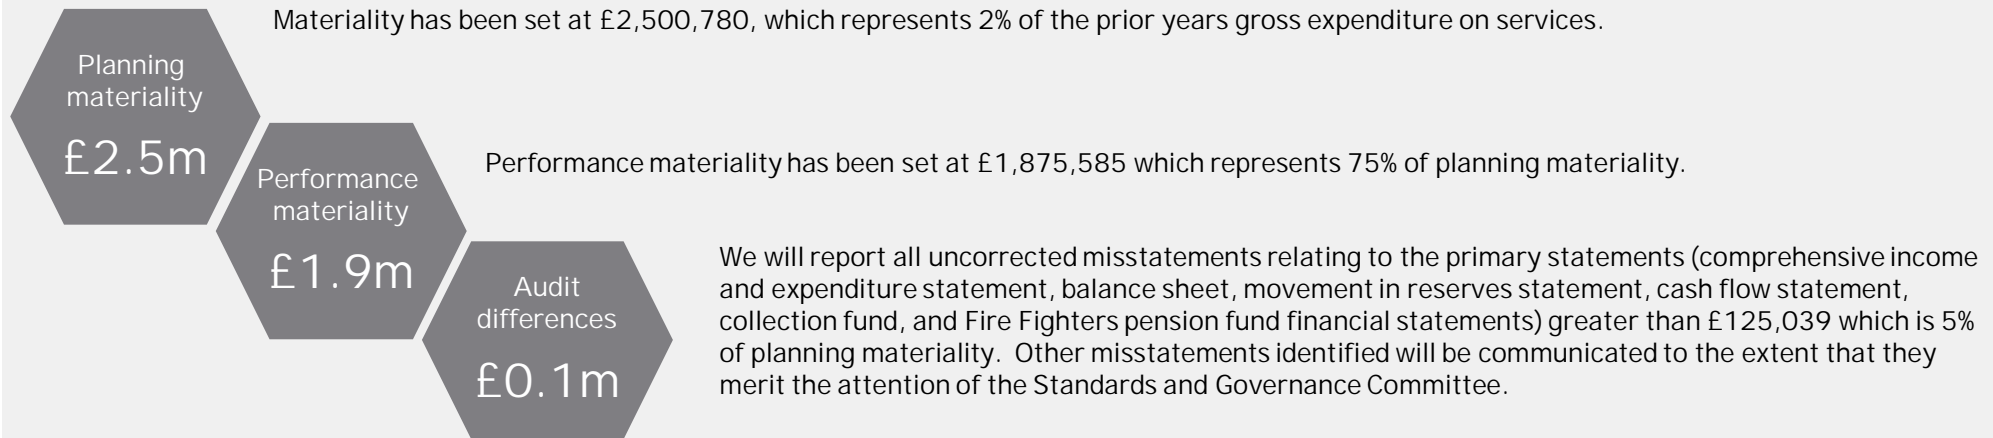 Materiality has been set at £2,500,780, which represents 2% of the prior years gross expenditure on services.
Planning
materiality
£2.5m
Performance materiality has been set at £1,875,585 which represents 75% of planning materiality.
Performance
materiality
£1.9m
We will report all uncorrected misstatements relating to the primary statements (comprehensive income
and expenditure statement, balance sheet, movement in reserves statement, cash flow statement,
collection fund, and Fire Fighters pension fund financial statements) greater than £125,039 which is 5%
of planning materiality.  Other misstatements identified will be communicated to the extent that they
merit the attention of the Standards and Governance Committee.
Audit
differences
£0.1m